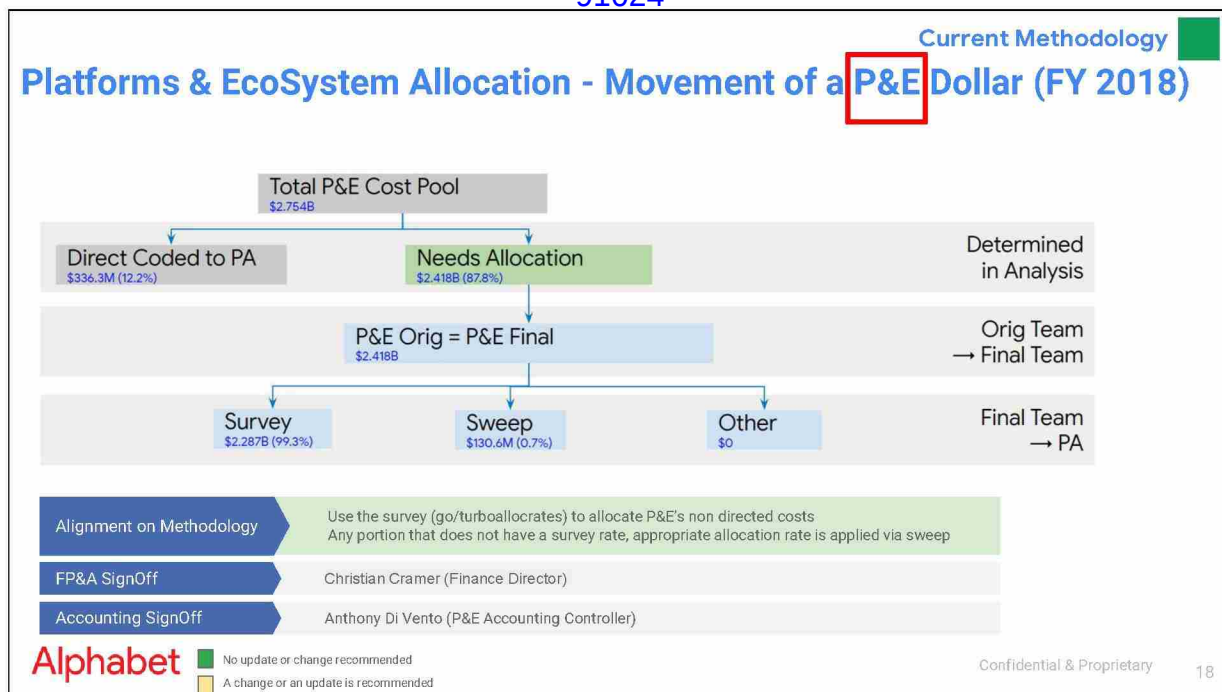 Current Methodology
Platforms & EcoSystem Allocation - Movement of a P&E Dollar (FY 2018)
Total P&E Cost Pool
$2.754B
Direct Coded to PA
$336.3M (12.2%)
Needs Allocation
$2.418B (87.8%)
Determined
in Analysis
P&E Orig = P&E Final
$2.418B
Orig Team
→ Final Team
Survey
$2.287B (99.3%)
Sweep
$130.6M (0.7%)
Other
$0
Final Team
→ PA
Alignment on Methodology
Use the survey (go/turboallocrates) to allocate P&E's non directed costs
Any portion that does not have a survey rate, appropriate allocation rate is applied via sweep
FP&A SignOff
Christian Cramer (Finance Director)
Accounting SignOff
Anthony Di Vento (P&E Accounting Controller)
Alphabet
No update or change recommended
A change or an update is recommended
Confidential & Proprietary
18